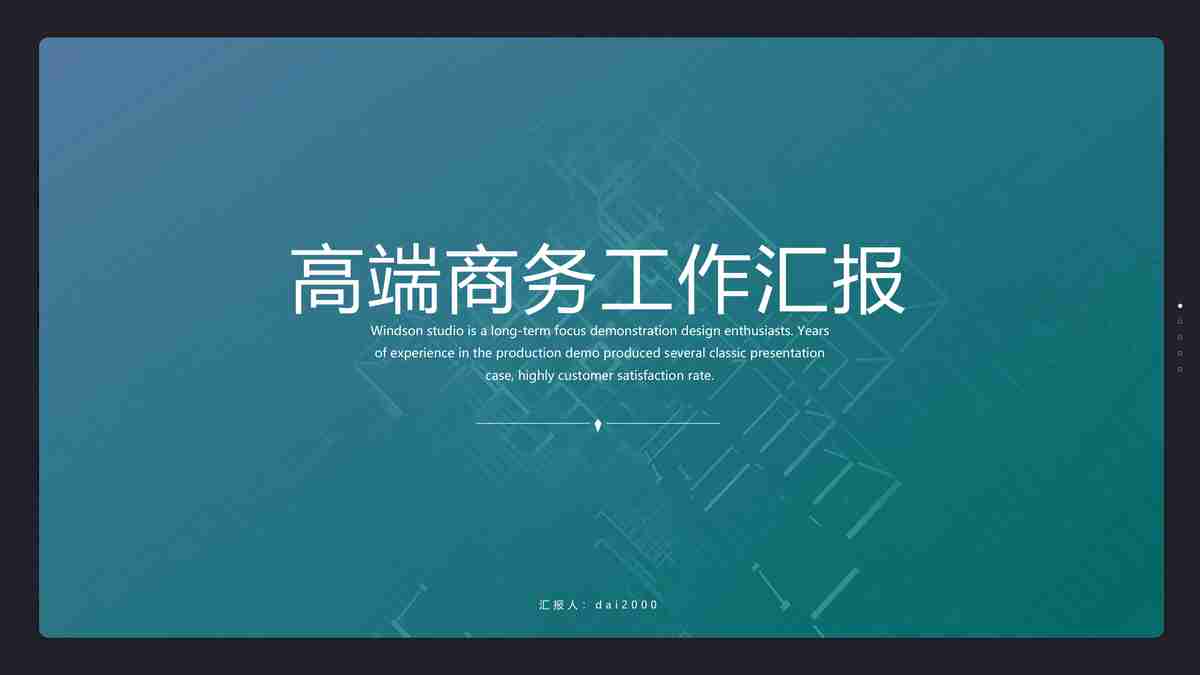 高端商务工作汇报
Windson studio is a long-term focus demonstration design enthusiasts. Years
of experience in the production demo produced several classic presentation
case, highly customer satisfaction rate.
汇报人：dai2000